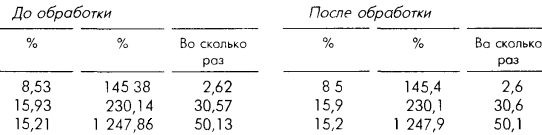 До обработки После обработки
% % Во сколько раз % % Во сколько раз
8,53 145 38 2,62 8 5 145,4 2,6
15,93 230,14 30,57 15,9 230,1 30,6
15,21 1 247,86 50,13 15,2 1 247,9 50,1